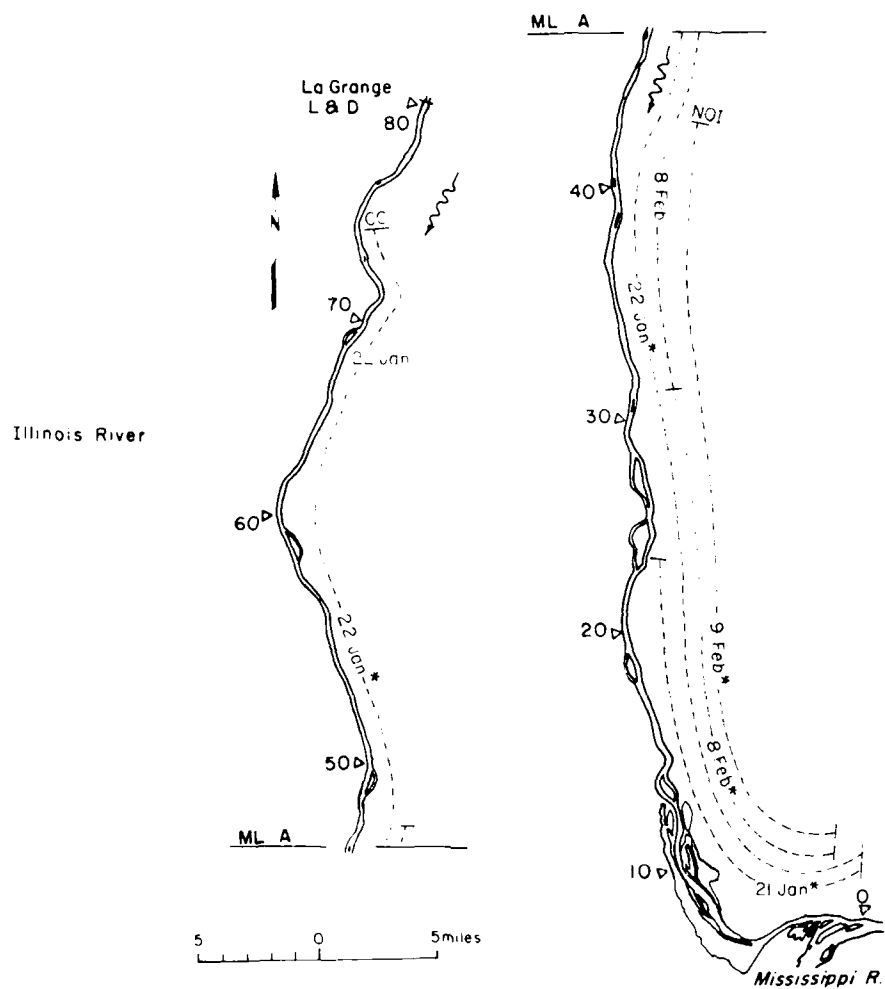 ML A
La Grange
L & D
80
N
CC
70
22 Jan
Illinois River
60
22 Jan*
50
ML A
5 0 5 miles
NOI
40
8 Feb
22 Jan*
30
20
9 Feb*
8 Feb*
10
21 Jan*
0
Mississippi R.